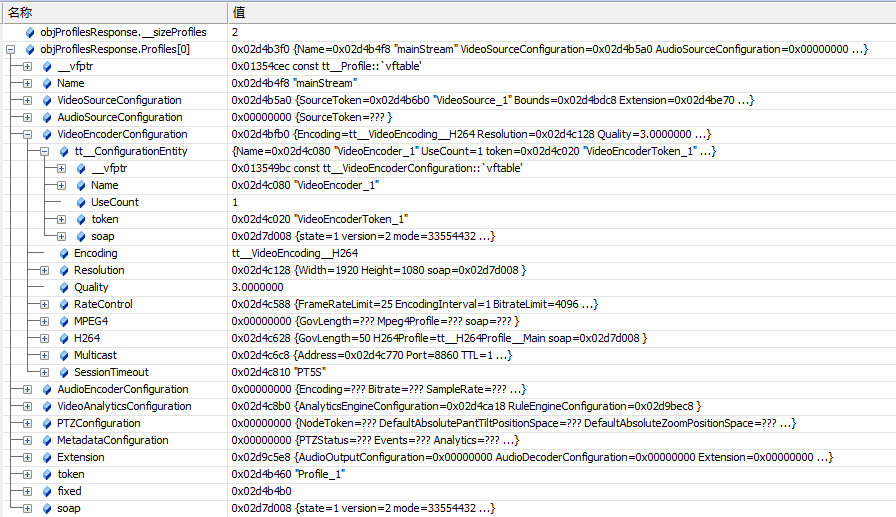 名称 值
objProfilesResponse.__sizeProfiles 2
objProfilesResponse.Profiles[0] 0x02d4b3f0 {Name=0x02d4b4f8 "mainStream" VideoSourceConfiguration=0x02d4b5a0 AudioSourceConfiguration=0x00000000 ...}
__vfptr 0x01354cec const tt__Profile::`vftable'
Name 0x02d4b4f8 "mainStream"
VideoSourceConfiguration 0x02d4b5a0 {SourceToken=0x02d4b6b0 "VideoSource_1" Bounds=0x02d4bdc8 Extension=0x02d4be70 ...}
AudioSourceConfiguration 0x00000000 {SourceToken=??? }
VideoEncoderConfiguration 0x02d4bfb0 {Encoding=tt__VideoEncoding__H264 Resolution=0x02d4c128 Quality=3.0000000 ...}
tt__ConfigurationEntity {Name=0x02d4c080 "VideoEncoder_1" UseCount=1 token=0x02d4c020 "VideoEncoderToken_1" ...}
__vfptr 0x013549bc const tt__VideoEncoderConfiguration::`vftable'
Name 0x02d4c080 "VideoEncoder_1"
UseCount 1
token 0x02d4c020 "VideoEncoderToken_1"
soap 0x02d7d008 {state=1 version=2 mode=33554432 ...}
Encoding tt__VideoEncoding__H264
Resolution 0x02d4c128 {Width=1920 Height=1080 soap=0x02d7d008 }
Quality 3.0000000
RateControl 0x02d4c588 {FrameRateLimit=25 EncodingInterval=1 BitrateLimit=4096 ...}
MPEG4 0x00000000 {GovLength=??? Mpeg4Profile=??? soap=??? }
H264 0x02d4c628 {GovLength=50 H264Profile=tt__H264Profile__Main soap=0x02d7d008 }
Multicast 0x02d4c6c8 {Address=0x02d4c770 Port=8860 TTL=1 ...}
SessionTimeout 0x02d4c810 "PT5S"
AudioEncoderConfiguration 0x00000000 {Encoding=??? Bitrate=??? SampleRate=??? ...}
VideoAnalyticsConfiguration 0x02d4c8b0 {AnalyticsEngineConfiguration=0x02d4ca18 RuleEngineConfiguration=0x02d9bec8 }
PTZConfiguration 0x00000000 {NodeToken=??? DefaultAbsolutePantTiltPositionSpace=??? DefaultAbsoluteZoomPositionSpace=??? ...}
MetadataConfiguration 0x00000000 {PTZStatus=??? Events=??? Analytics=??? ...}
Extension 0x02d9c5e8 {AudioOutputConfiguration=0x00000000 AudioDecoderConfiguration=0x00000000 Extension=0x00000000 ...}
token 0x02d4b460 "Profile_1"
fixed 0x02d4b4b0
soap 0x02d7d008 {state=1 version=2 mode=33554432 ...}